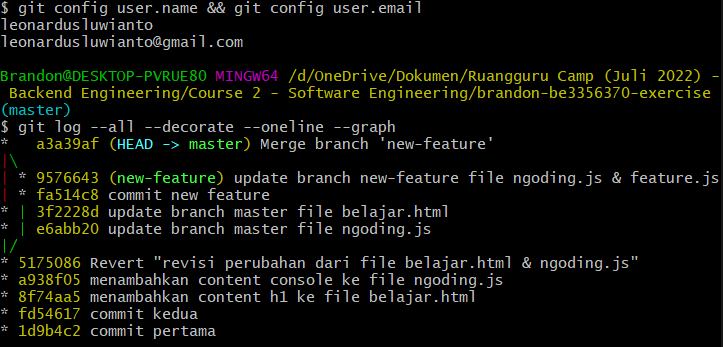 $ git config user.name && git config user.email
leonardusluwianto
leonardusluwianto@gmail.com
Brandon@DESKTOP-PVRUE80 MINGW64 /d/OneDrive/Dokumen/Ruangguru Camp (Juli 2022) -
 Backend Engineering/Course 2 - Software Engineering/brandon-be3356370-exercise
(master)
$ git log --all --decorate --oneline --graph
*   a3a39af (HEAD -> master) Merge branch 'new-feature'
|\
| * 9576643 (new-feature) update branch new-feature file ngoding.js & feature.js
| * fa514c8 commit new feature
* | 3f2228d update branch master file belajar.html
* | e6abb20 update branch master file ngoding.js
|/
* 5175086 Revert "revisi perubahan dari file belajar.html & ngoding.js"
* a938f05 menambahkan content console ke file ngoding.js
* 8f74aa5 menambahkan content h1 ke file belajar.html
* fd54617 commit kedua
* 1d9b4c2 commit pertama